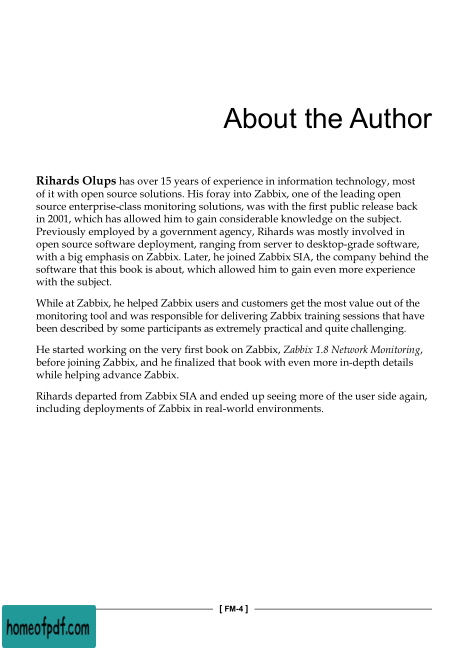 About the Author
Rihards Olups has over 15 years of experience in information technology, most
of it with open source solutions. His foray into Zabbix, one of the leading open
source enterprise-class monitoring solutions, was with the first public release back
in 2001, which has allowed him to gain considerable knowledge on the subject.
Previously employed by a government agency, Rihards was mostly involved in
open source software deployment, ranging from server to desktop-grade software,
with a big emphasis on Zabbix. Later, he joined Zabbix SIA, the company behind the
software that this book is about, which allowed him to gain even more experience
with the subject.
While at Zabbix, he helped Zabbix users and customers get the most value out of the
monitoring tool and was responsible for delivering Zabbix training sessions that have
been described by some participants as extremely practical and quite challenging.
He started working on the very first book on Zabbix, Zabbix 1.8 Network Monitoring,
before joining Zabbix, and he finalized that book with even more in-depth details
while helping advance Zabbix.
Rihards departed from Zabbix SIA and ended up seeing more of the user side again,
including deployments of Zabbix in real-world environments.
[ FM-4 ]
homeofpdf.com